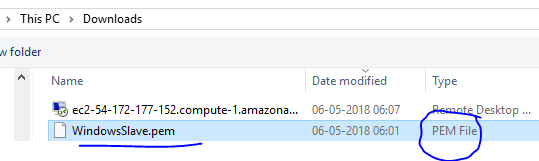 > This PC > Downloads
w folder
Name Date modified Type
ec2-54-172-177-152.compute-1.amazona... 06-05-2018 06:07 Remote Desktop ...
WindowsSlave.pem 06-05-2018 06:01 PEM File